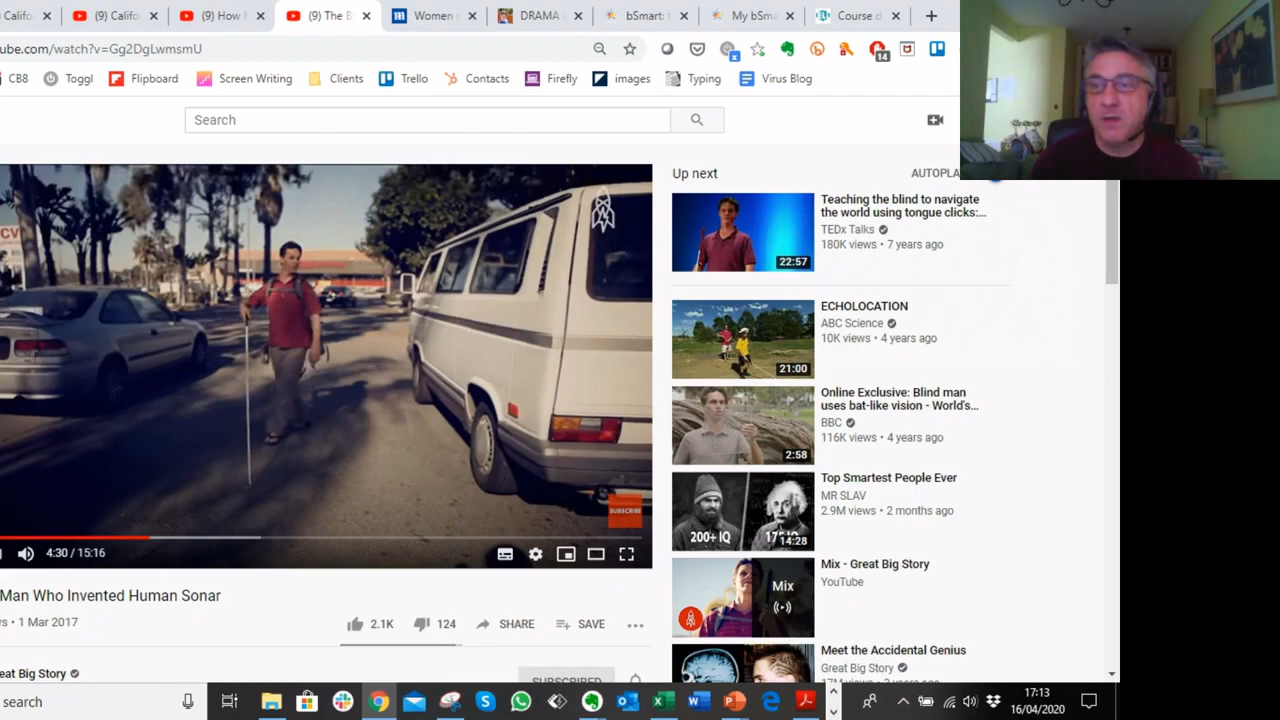 Califo
(9) Califo
(9) How
(9) The B
Women s
DRAMA
bSmart: t
My bSma
Course d
ube.com/watch?v=Gg2DgLwmsmU
14
CB8
Toggl
Flipboard
Screen Writing
Clients
Trello
Contacts
Firefly
images
Typing
Virus Blog
Search
Up next
AUTOPLA
Teaching the blind to navigate
the world using tongue clicks:...
TEDx Talks
180K views • 7 years ago
22:57
ECHOLOCATION
ABC Science
10K views • 4 years ago
21:00
Online Exclusive: Blind man
uses bat-like vision - World's...
BBC
116K views • 4 years ago
2:58
Top Smartest People Ever
MR SLAV
2.9M views • 2 months ago
200+ IQ
14:28
Mix - Great Big Story
YouTube
Mix
Meet the Accidental Genius
Great Big Story
CV
SUBSCRIBE
4:30 / 15:16
Man Who Invented Human Sonar
ws • 1 Mar 2017
2.1K
124
SHARE
SAVE
eat Big Story
SUBSCRIBED
search
17:13
16/04/2020